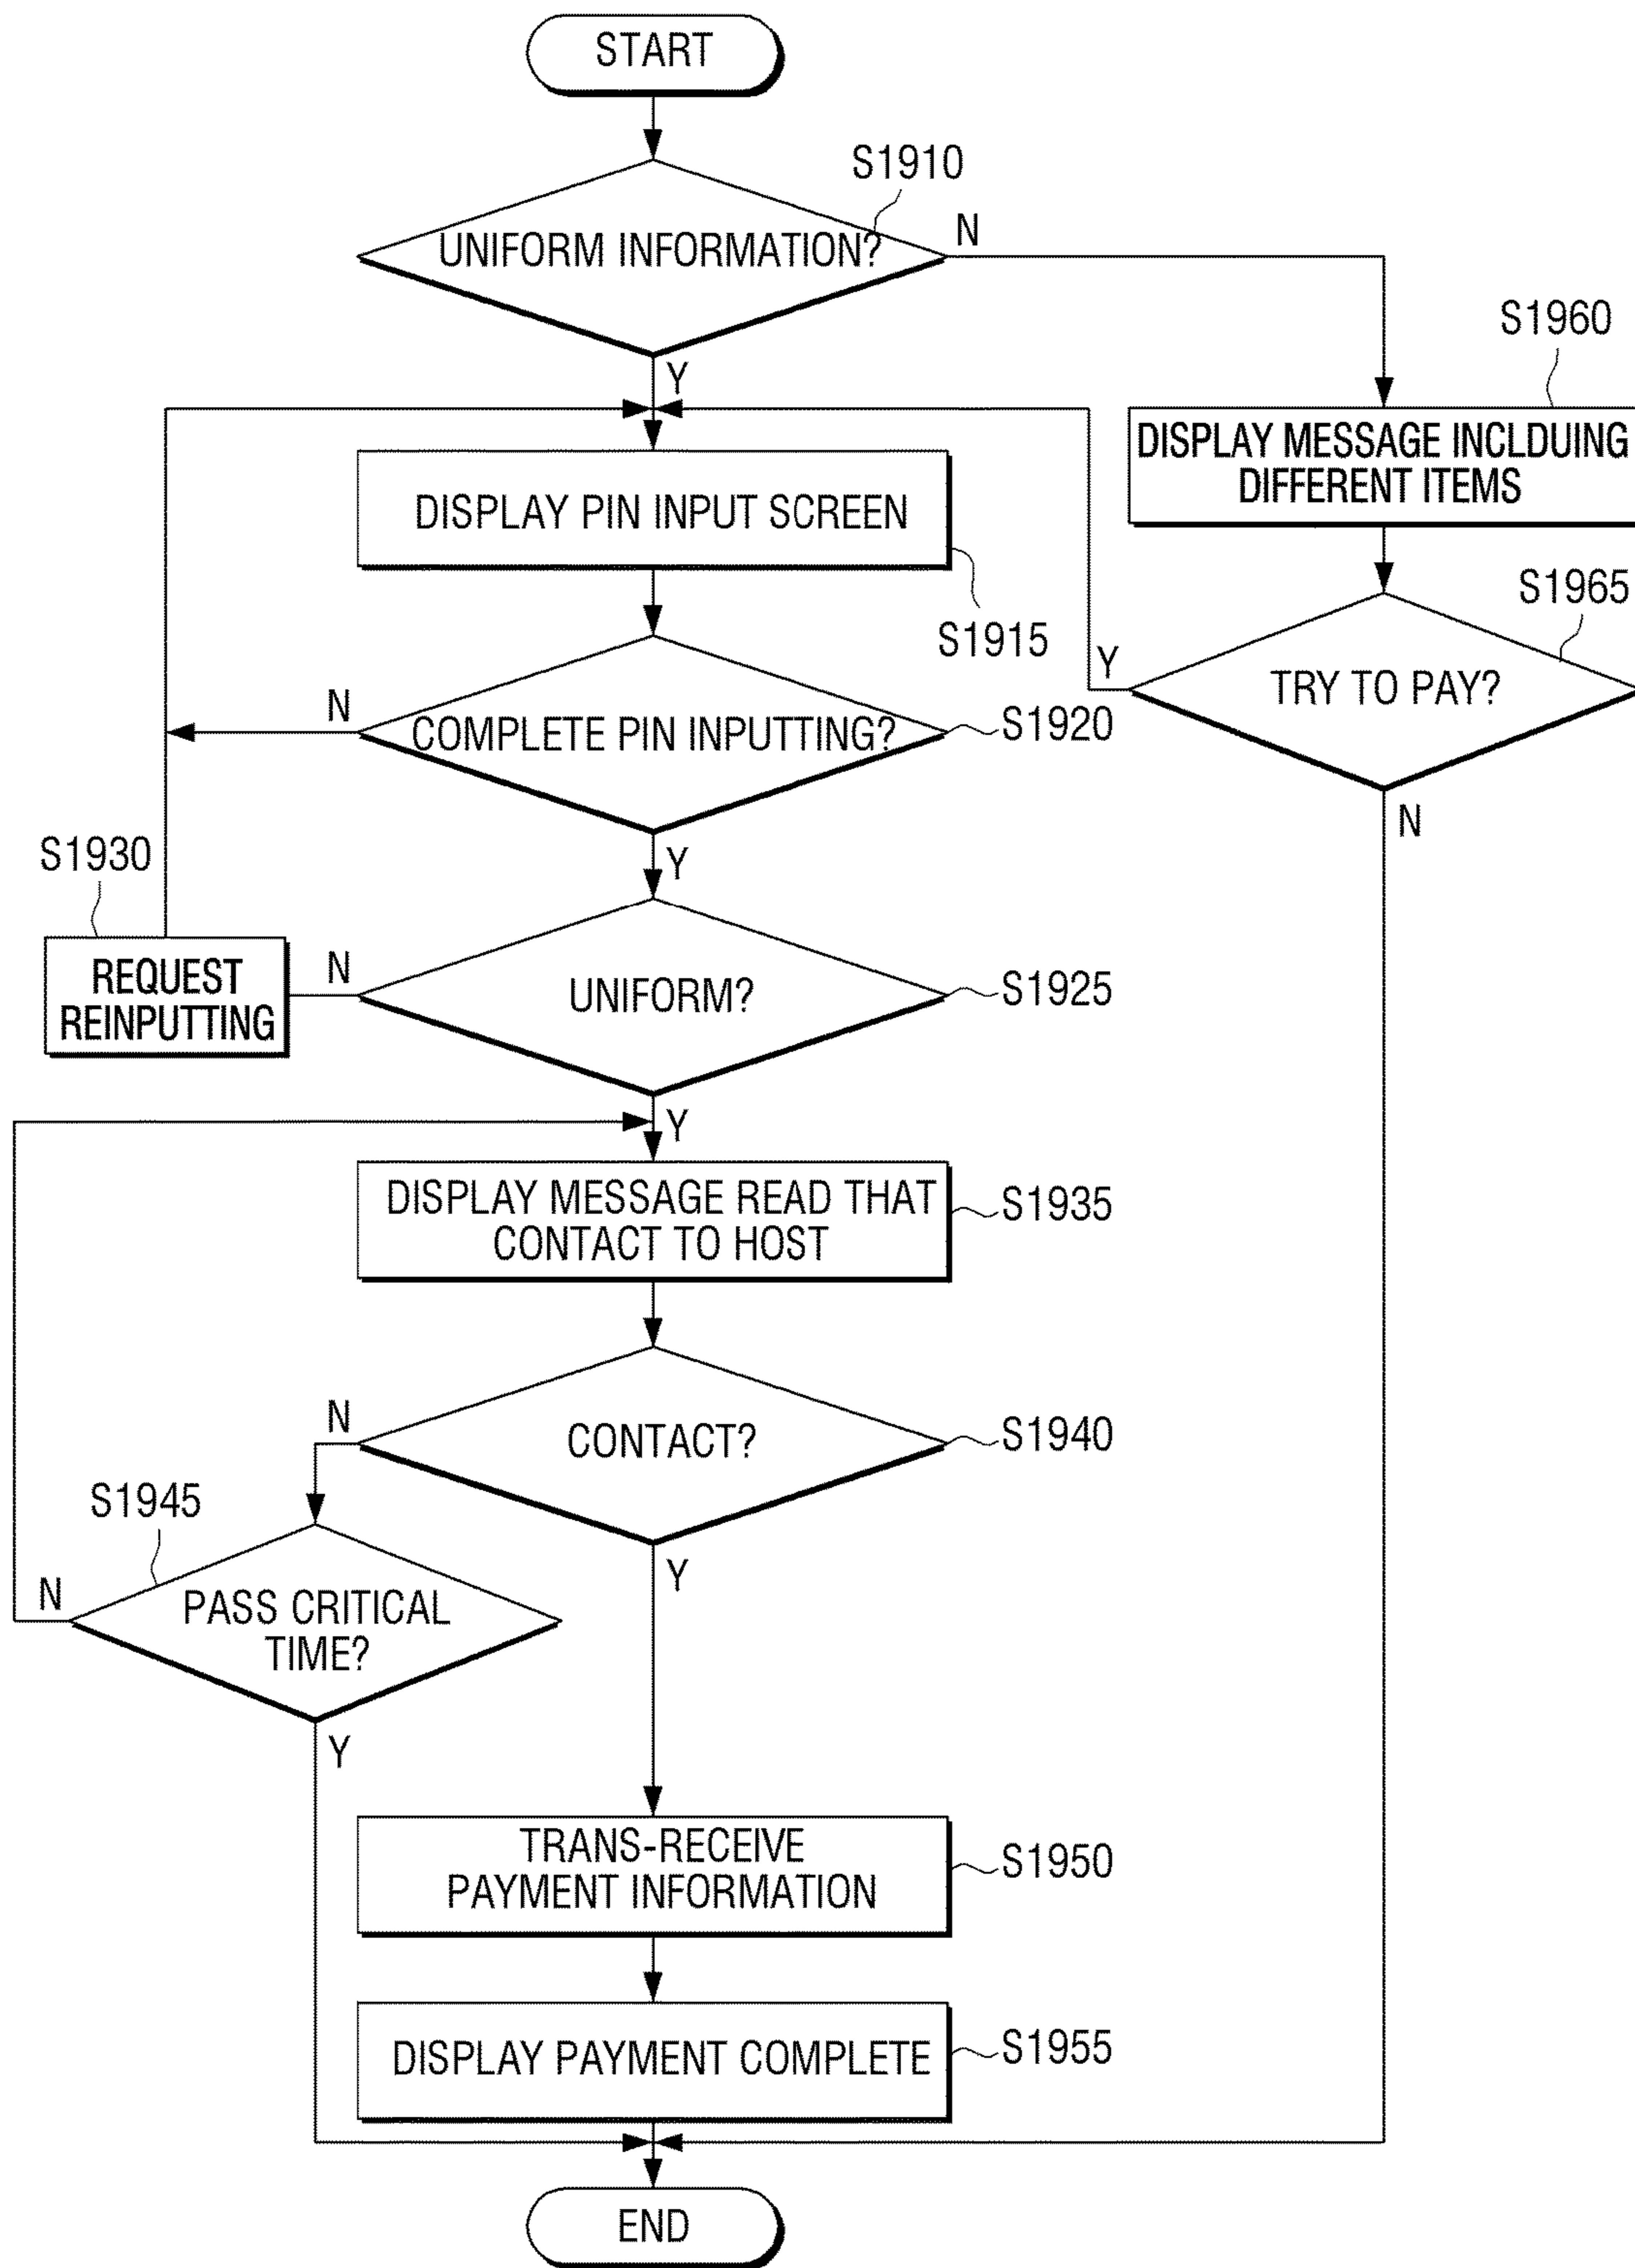 START
S1910
UNIFORM INFORMATION?
N
S1960
Y
DISPLAY MESSAGE INCLDUING
DIFFERENT ITEMS
DISPLAY PIN INPUT SCREEN
S1915
S1965
Y
TRY TO PAY?
N
N
COMPLETE PIN INPUTTING?
S1920
Y
S1930
REQUEST
REINPUTTING
N
UNIFORM?
S1925
Y
DISPLAY MESSAGE READ THAT
CONTACT TO HOST
S1935
N
CONTACT?
S1940
Y
S1945
N
PASS CRITICAL
TIME?
Y
TRANS-RECEIVE
PAYMENT INFORMATION
S1950
DISPLAY PAYMENT COMPLETE
S1955
END